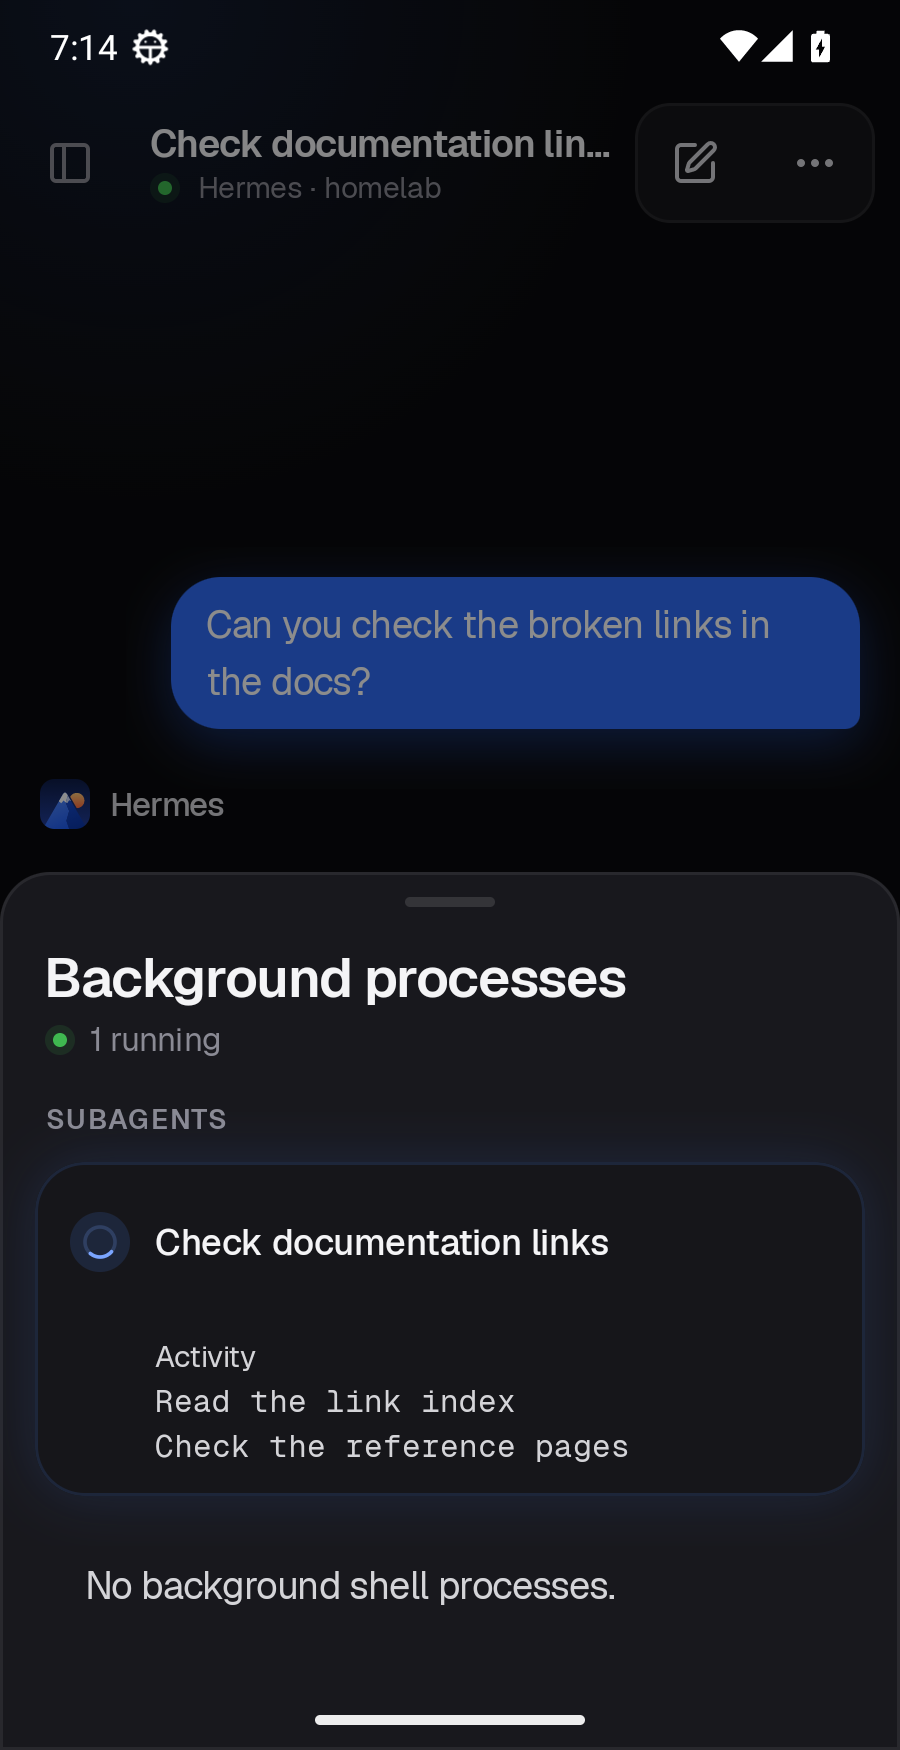 7:14
Check documentation lin...
Hermes · homelab
Can you check the broken links in
the docs?
Hermes
Background processes
1 running
SUBAGENTS
Check documentation links
Activity
Read the link index
Check the reference pages
No background shell processes.